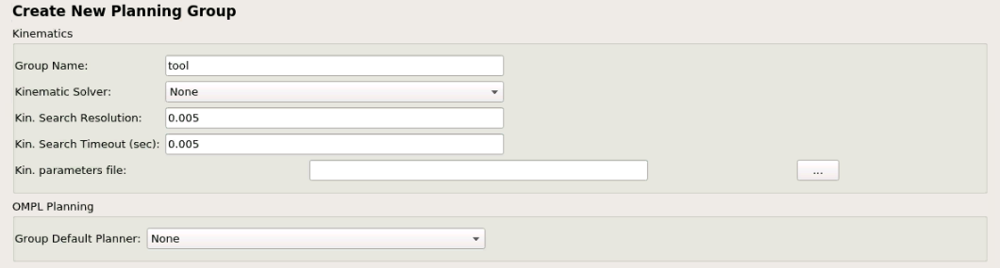 Create New Planning Group
Kinematics
Group Name: tool
Kinematic Solver: None
Kin. Search Resolution: 0.005
Kin. Search Timeout (sec): 0.005
Kin. parameters file: ...
OMPL Planning
Group Default Planner: None